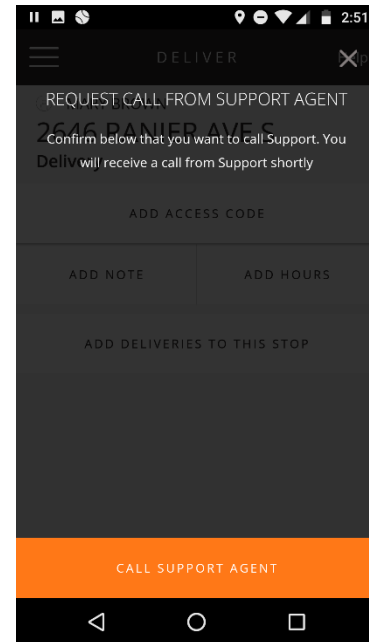 2:51
DELIVER
REQUEST CALL FROM SUPPORT AGENT
BROWN
2646 RANIER AVE S
Confirm below that you want to call Support. You
Delivery
will receive a call from Support shortly
ADD ACCESS CODE
ADD NOTE
ADD HOURS
ADD DELIVERIES TO THIS STOP
CALL SUPPORT AGENT